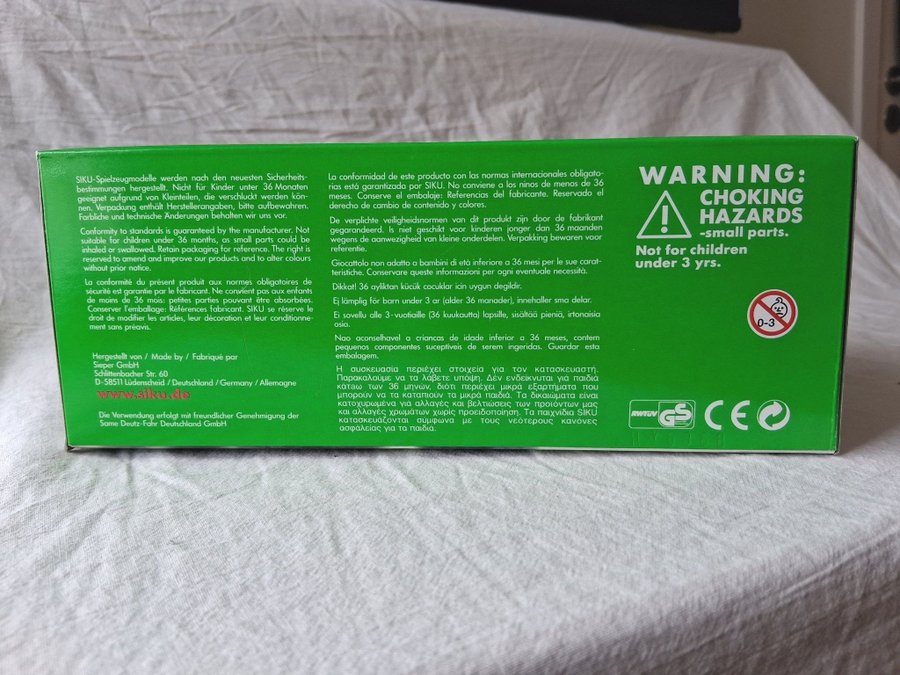 SIKU-Spielzeugmodelle werden nach den neuesten Sicherheits-
bestimmungen hergestellt. Nicht für Kinder unter 36 Monaten
geeignet aufgrund von Kleinteilen, die verschluckt werden kön-
nen. Verpackung enthält Herstellerangaben, bitte aufbewahren.
Farbliche und technische Änderungen behalten wir uns vor.
Conformity to standards is guaranteed by the manufacturer. Not
suitable for children under 36 months, as small parts could be
inhaled or swallowed. Retain packaging for reference. The right is
reserved to amend and improve our products and to alter colours
without prior notice.
La conformité du présent produit aux normes obligatoires de
sécurité est garantie par le fabricant. Ne convient pas aux enfants
de moins de 36 mois: petites parties pouvant être absorbées.
Conserver l'emballage: Références fabricant. SIKU se réserve le
droit de modifier les articles, leur décoration et leur conditionne-
ment sans préavis.
Hergestellt von / Made by / Fabriqué par
Sieper GmbH
Schlittenbacher Str. 60
D-58511 Lüdenscheid / Deutschland / Germany / Allemagne
www.siku.de
Die Verwendung erfolgt mit freundlicher Genehmigung der
Same Deutz-Fahr Deutschland GmbH
La conformidad de este producto con las normas internacionales obligato-
rias está garantizada por SIKU. No conviene a los ninos de menos de 36
meses. Conserve el embalaje: Referencias del fabricante. Reservado el
derecho de cambio de contenido y colores.
De verplichte veiligheidsnormen van dit produkt zijn door de fabrikant
gegarandeerd. Is niet geschikt voor kinderen jonger dan 36 maanden
wegens de aanwezigheid van kleine onderdelen. Verpakking bewaren voor
referentie.
Giocattolo non adatto a bambini di età inferiore a 36 mesi per le sue carat-
teristiche. Conservare queste informazioni per ogni eventuale necessità.
Dikkat! 36 ayliktan kücük cocuklar icin uygun degildir.
Ej lämplig för barn under 3 ar (alder 36 manader), innehaller sma delar.
Ei sovellu alle 3-vuotiaille (36 kuukautta) lapsille, sisältää pieniä, irtonaisia
osia.
Nao aconselhavel a criancas de idade inferior a 36 meses, contem
pequenos componentes suceptiveis de serem ingeridas. Guardar esta
embalagem.
Η συσκευασία περιέχει στοιχεία για τον κατασκευαστή.
Παρακαλούμε να τα λάβετε υπόψη. Δέν ενδείκνυται γιά παιδιά
κάτω των 36 μηνών, διότι περιέχει μικρά εξαρτήματα που
μπορούν να τα καταπιούν τα μικρά παιδιά. Τα δικαιώματα είναι
κατοχυρωμένα γιά αλλαγές και βελτιώσεις των προϊόντων μας
και αλλαγές χρωμάτων χωρίς προειδοποίηση. Τα παιχνίδια SIKU
κατασκευάζονται σύμφωνα με τους νεότερους κανόνες
ασφαλείας για τα παιδιά.
WARNING:
CHOKING
HAZARDS
-small parts.
Not for children
under 3 yrs.
0-3
RWTÜV GS CE